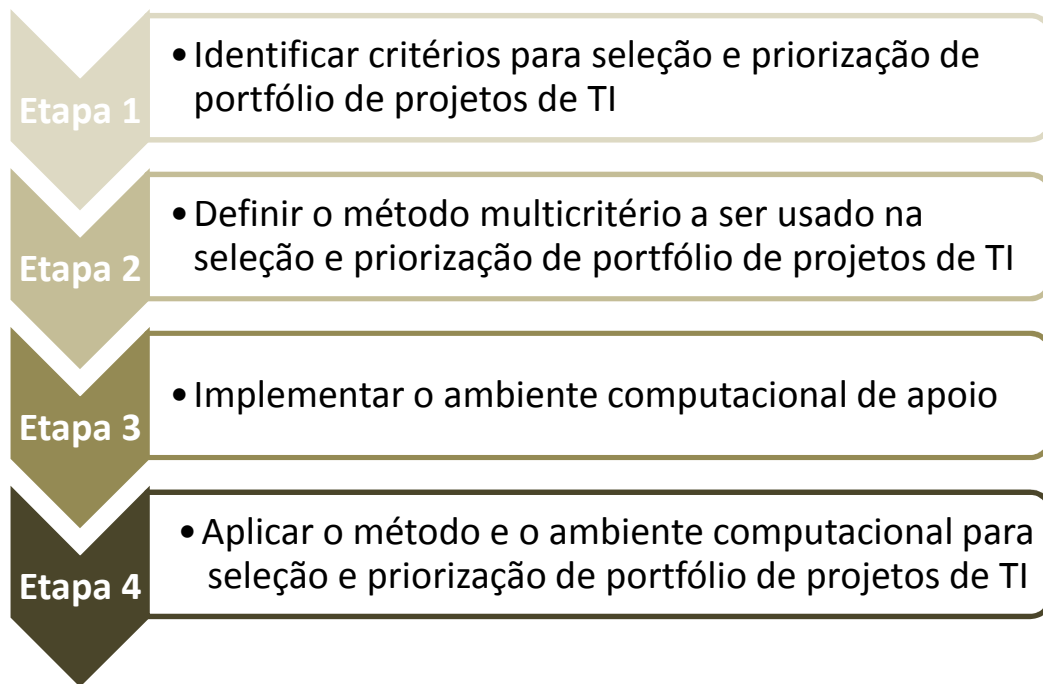 Etapa 1
• Identificar critérios para seleção e priorização de
portfólio de projetos de TI
Etapa 2
• Definir o método multicritério a ser usado na
seleção e priorização de portfólio de projetos de TI
Etapa 3
• Implementar o ambiente computacional de apoio
Etapa 4
• Aplicar o método e o ambiente computacional para
seleção e priorização de portfólio de projetos de TI